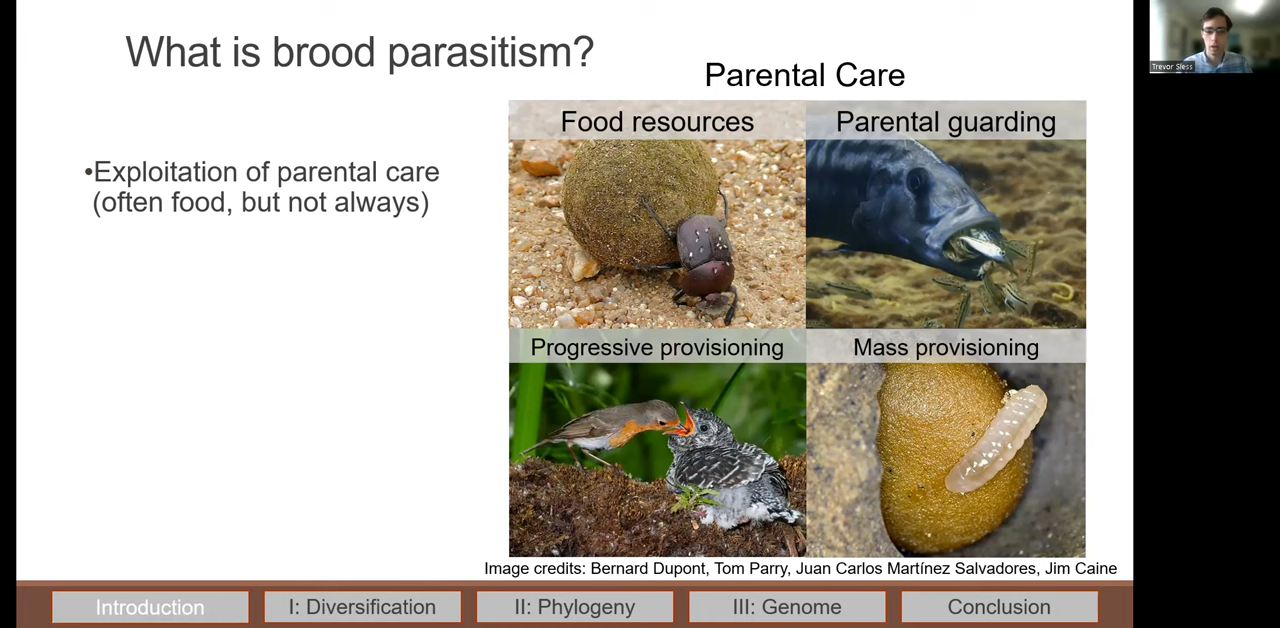 What is brood parasitism?
•Exploitation of parental care
(often food, but not always)
Parental Care
Food resources
Parental guarding
Progressive provisioning
Mass provisioning
Image credits: Bernard Dupont, Tom Parry, Juan Carlos Martínez Salvadores, Jim Caine
Introduction
I: Diversification
II: Phylogeny
III: Genome
Conclusion
Trevor Sless